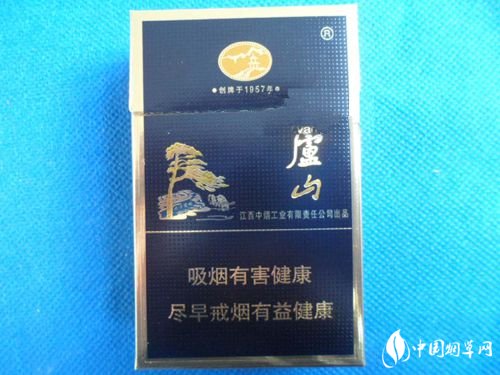 ®
•创牌于1957年•
廬山
江西中烟工业有限责任公司出品
吸烟有害健康
尽早戒烟有益健康
中国烟草网